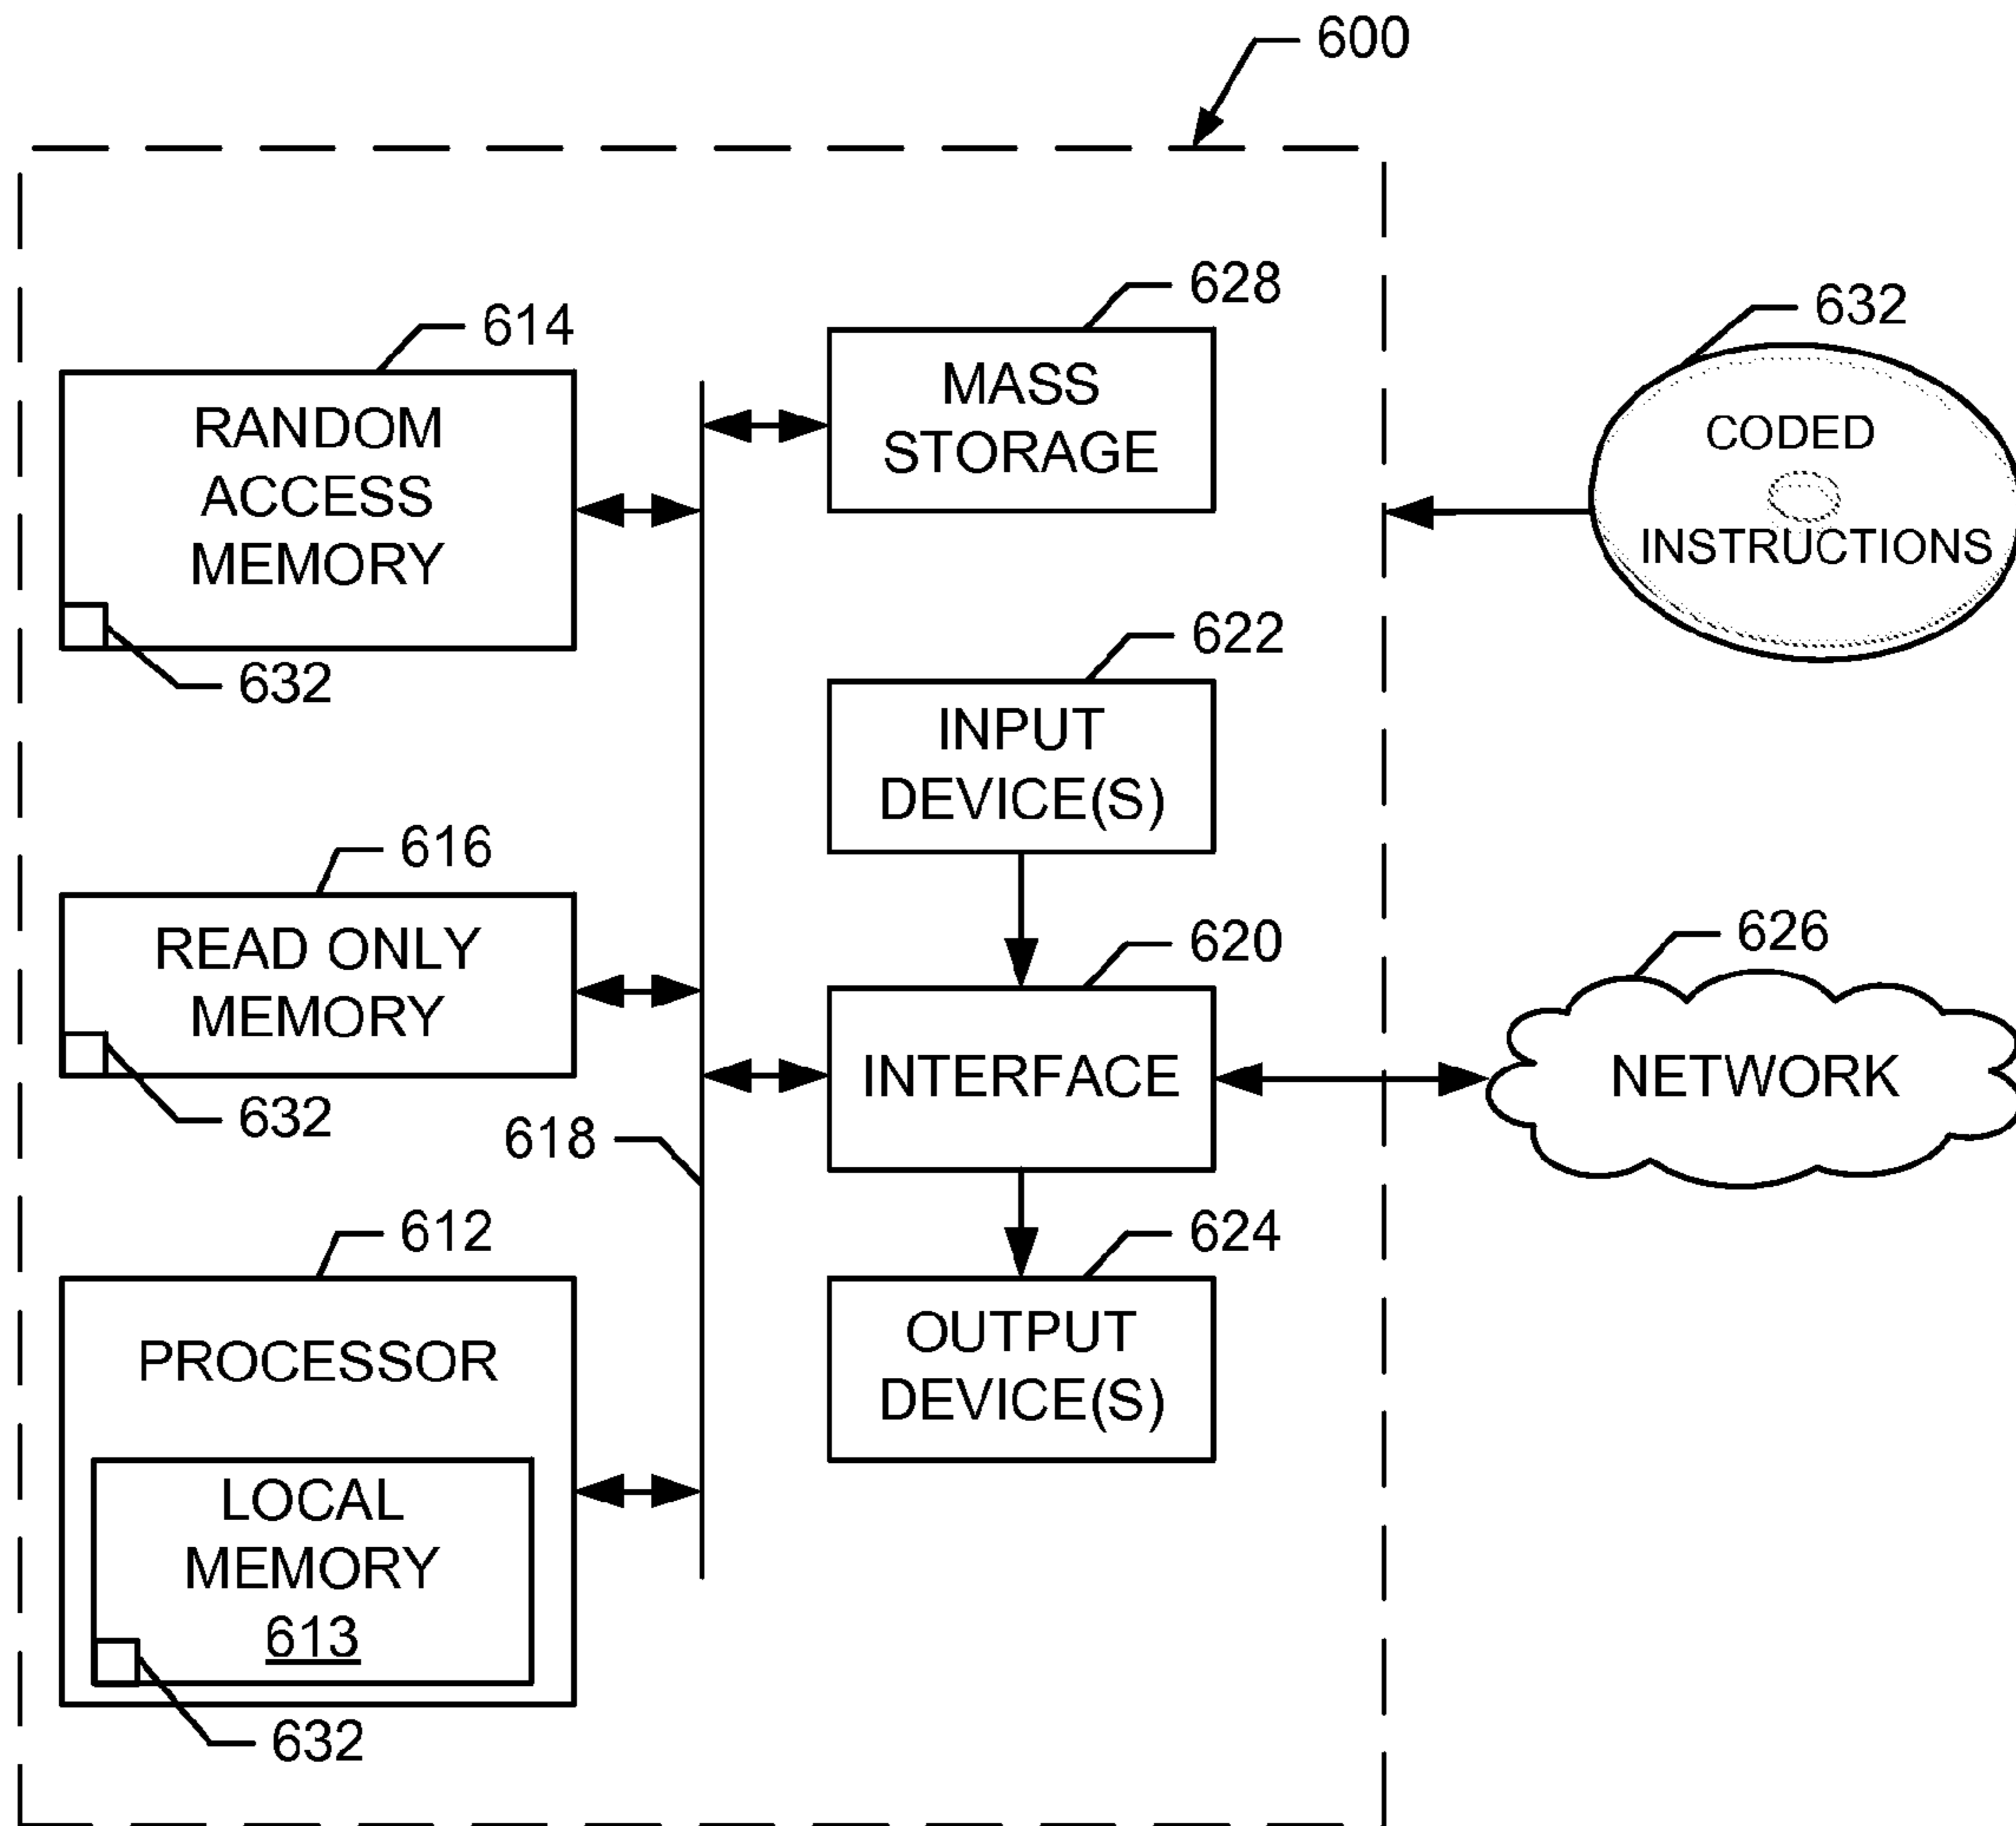 600
628
MASS
STORAGE
614
RANDOM
ACCESS
MEMORY
632
632
CODED
INSTRUCTIONS
622
INPUT
DEVICE(S)
616
READ ONLY
MEMORY
632
620
INTERFACE
626
NETWORK
618
612
PROCESSOR
LOCAL
MEMORY
613
632
624
OUTPUT
DEVICE(S)